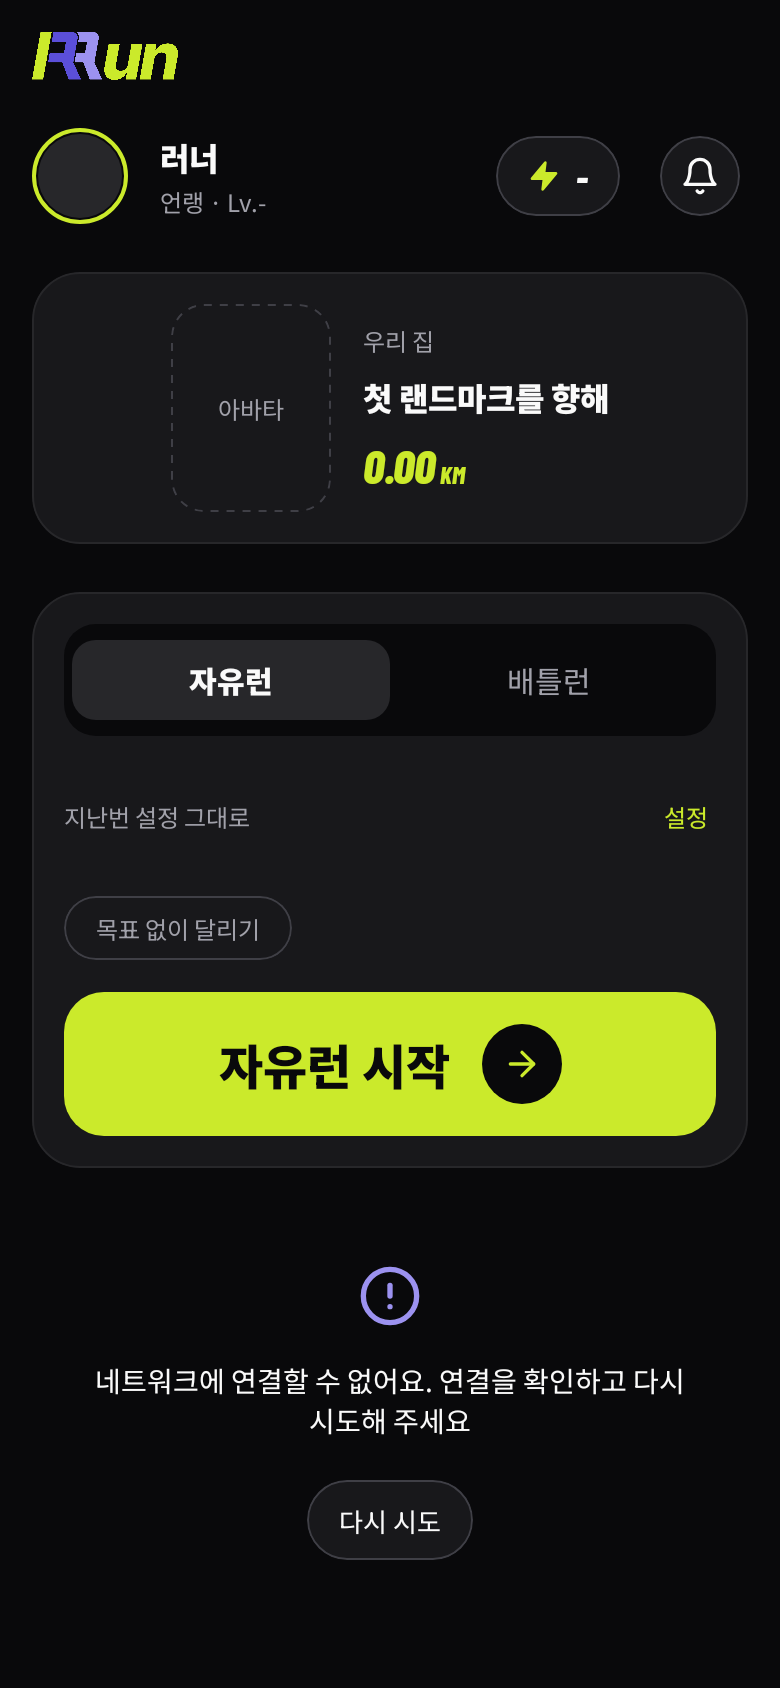 RRun
러너
언랭 · Lv.-
-
우리 집
첫 랜드마크를 향해
0.00 KM
아바타
자유런
배틀런
지난번 설정 그대로
설정
목표 없이 달리기
자유런 시작
네트워크에 연결할 수 없어요. 연결을 확인하고 다시
시도해 주세요
다시 시도